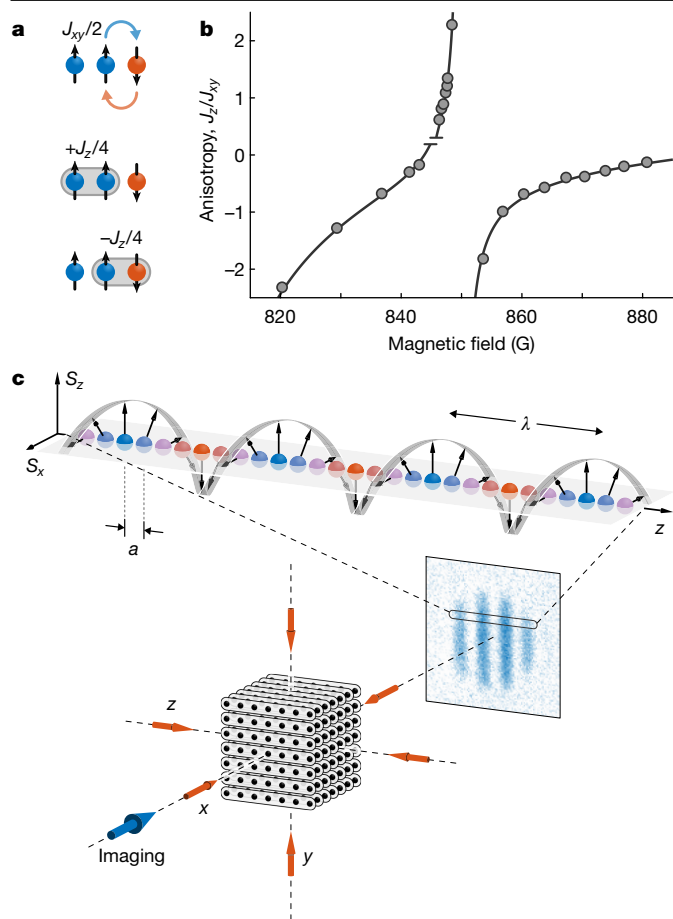 a
J_xy/2
+J_z/4
−J_z/4
b
Anisotropy, J_z/J_xy
2
1
0
−1
−2
820
840
860
880
Magnetic field (G)
c
S_z
S_x
λ
a
z
z
x
y
Imaging